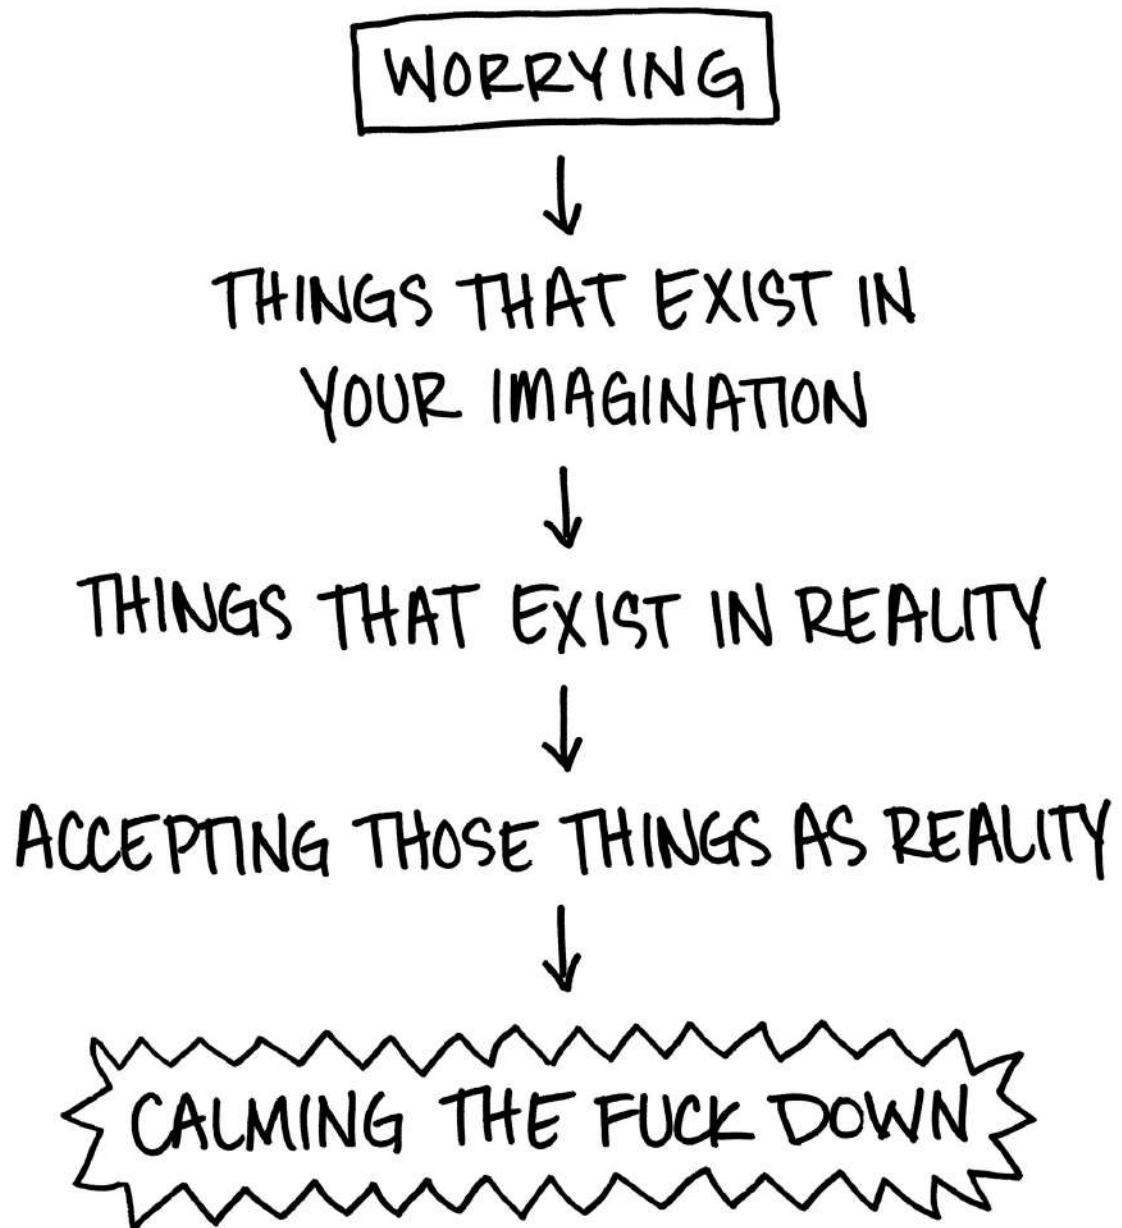 WORRYING
THINGS THAT EXIST IN
YOUR IMAGINATION
THINGS THAT EXIST IN REALITY
ACCEPTING THOSE THINGS AS REALITY
CALMING THE FUCK DOWN